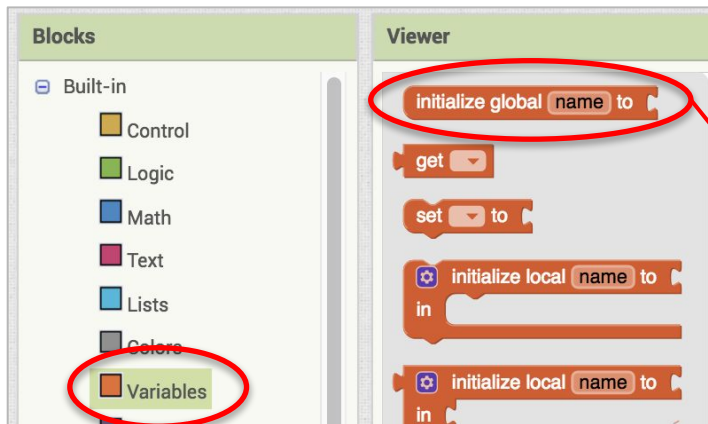 Blocks
Built-in
Control
Logic
Math
Text
Lists
Colors
Variables
Viewer
initialize global name to
get
set to
initialize local name to
in
initialize local name to
in